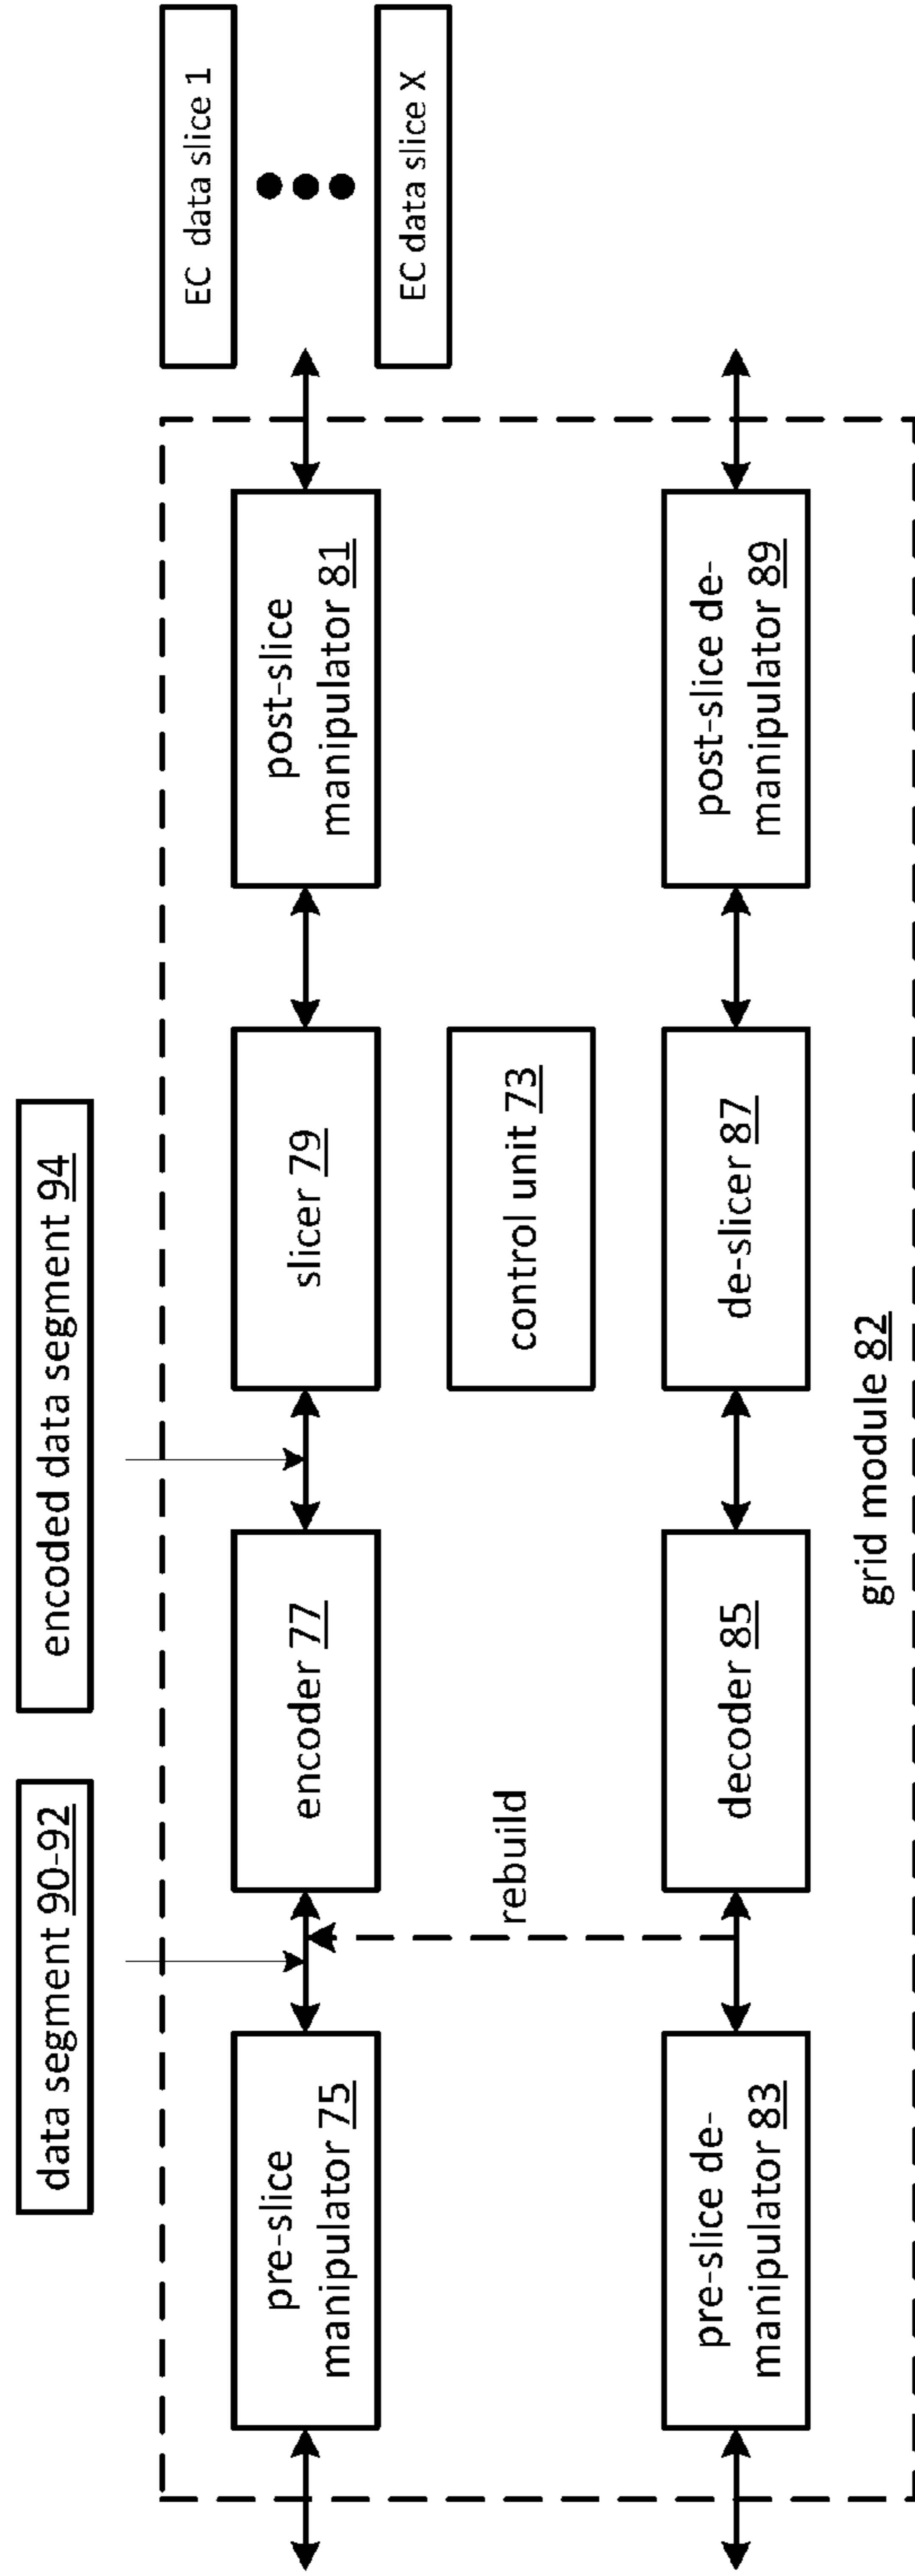 data segment 90-92
encoded data segment 94
EC data slice 1
EC data slice X
pre-slice
manipulator 75
encoder 77
slicer 79
post-slice
manipulator 81
rebuild
control unit 73
pre-slice de-
manipulator 83
decoder 85
de-slicer 87
post-slice de-
manipulator 89
grid module 82